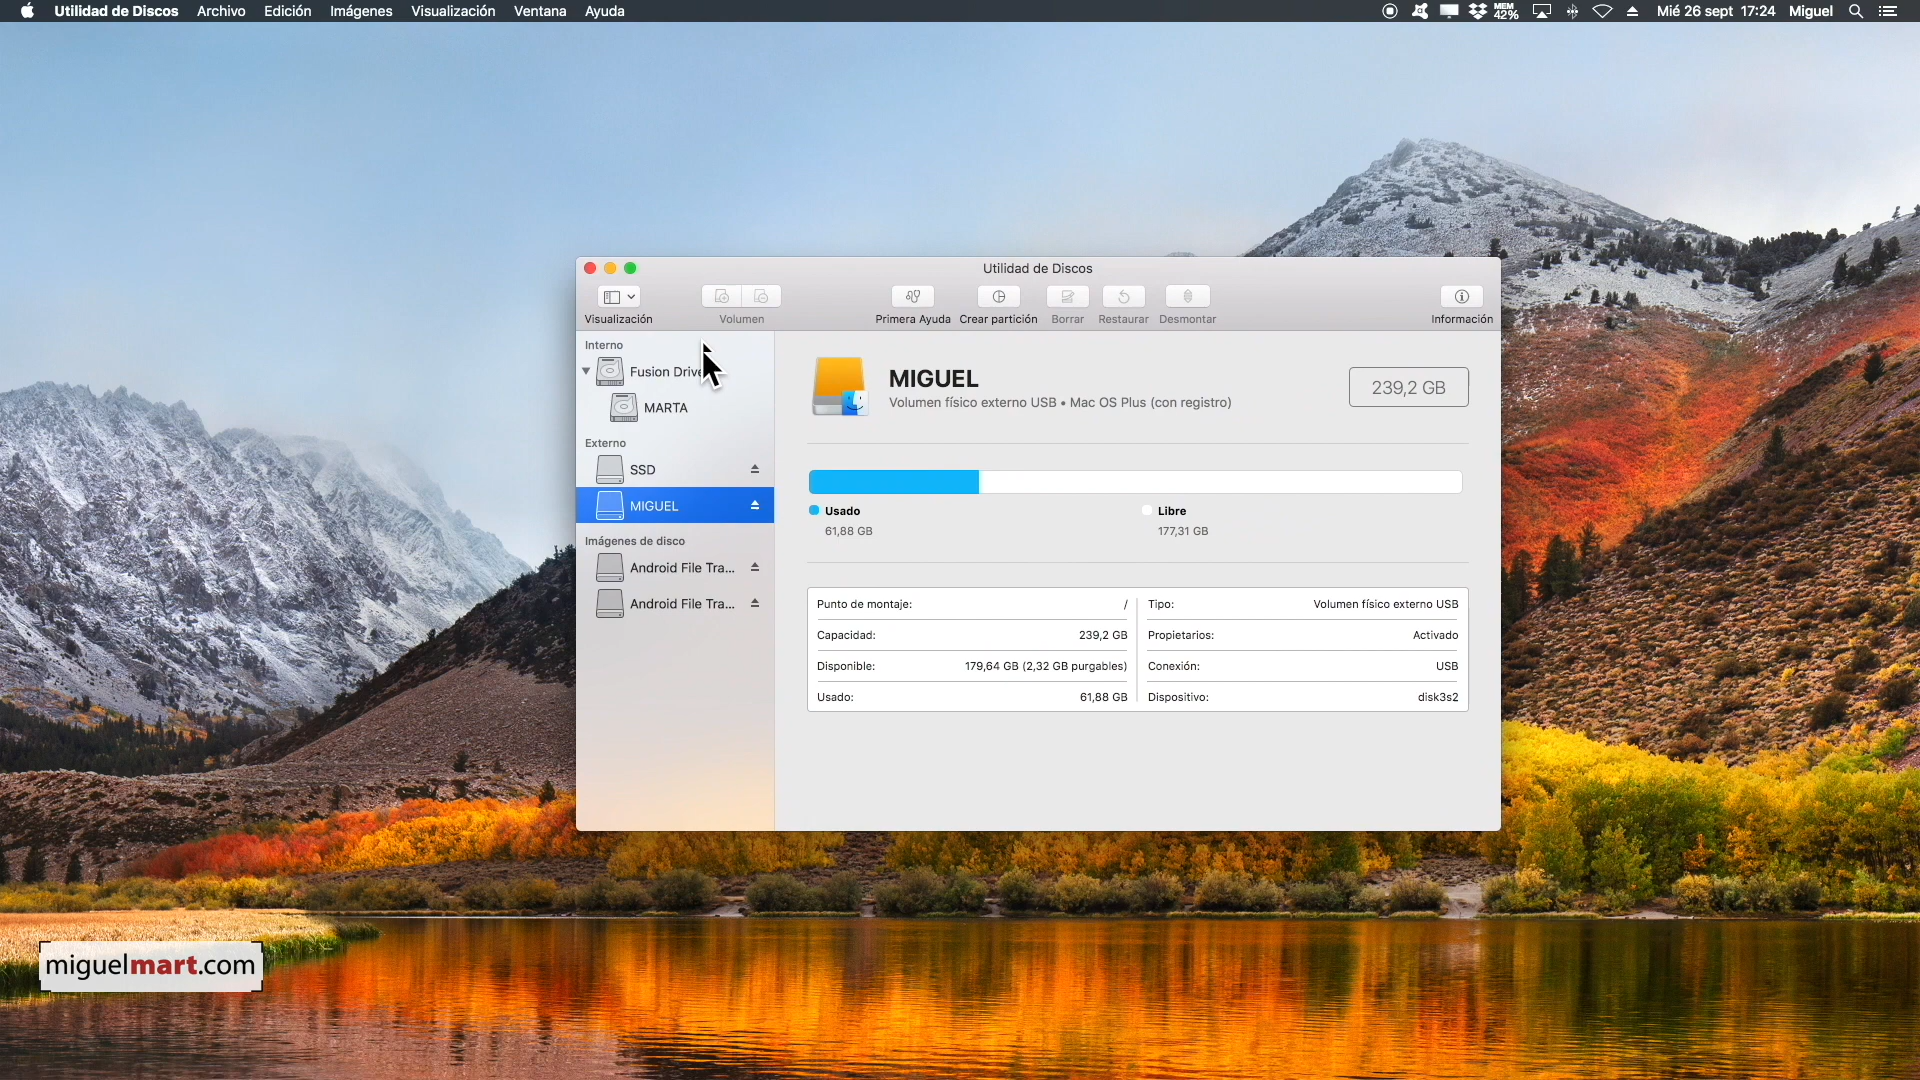 Utilidad de Discos Archivo Edición Imágenes Visualización Ventana Ayuda
MEM
42%
Mié 26 sept 17:24 Miguel
Utilidad de Discos
Visualización Volumen Primera Ayuda Crear partición Borrar Restaurar Desmontar Información
Interno
Fusion Drive
MARTA
Externo
SSD
MIGUEL
Imágenes de disco
Android File Tra...
Android File Tra...
MIGUEL
Volumen físico externo USB • Mac OS Plus (con registro)
239,2 GB
Usado
61,88 GB
Libre
177,31 GB
Punto de montaje: /
Capacidad: 239,2 GB
Disponible: 179,64 GB (2,32 GB purgables)
Usado: 61,88 GB
Tipo: Volumen físico externo USB
Propietarios: Activado
Conexión: USB
Dispositivo: disk3s2
miguelmart.com